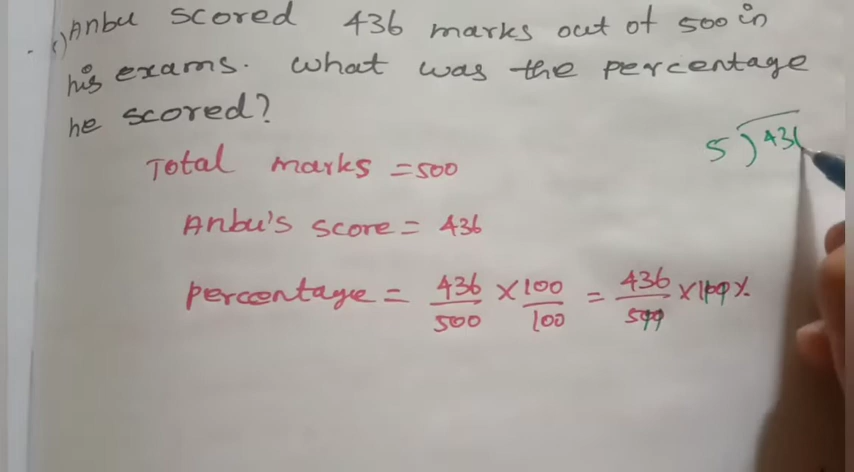 1) Anbu scored 436 marks out of 500 in
his exams. What was the percentage
he scored?
Total marks = 500
Anbu's score = 436
percentage = 436/500 × 100/100 = 436/500 × 100%
5)43